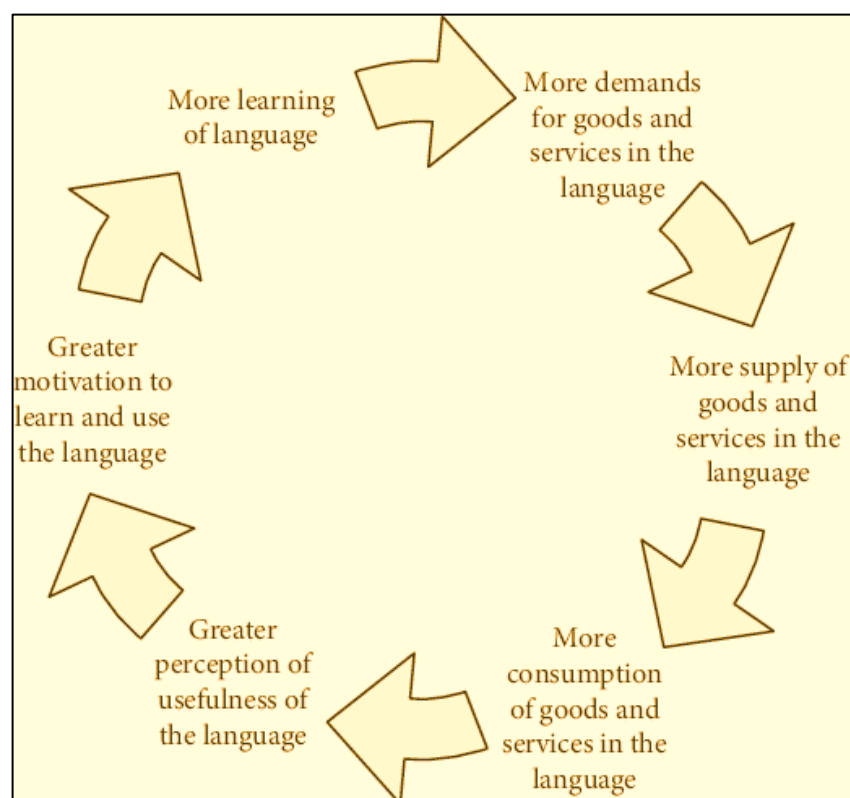 More learning
of language
More demands
for goods and
services in the
language
More supply of
goods and
services in the
language
More
consumption
of goods and
services in the
language
Greater
perception of
usefulness of
the language
Greater
motivation to
learn and use
the language